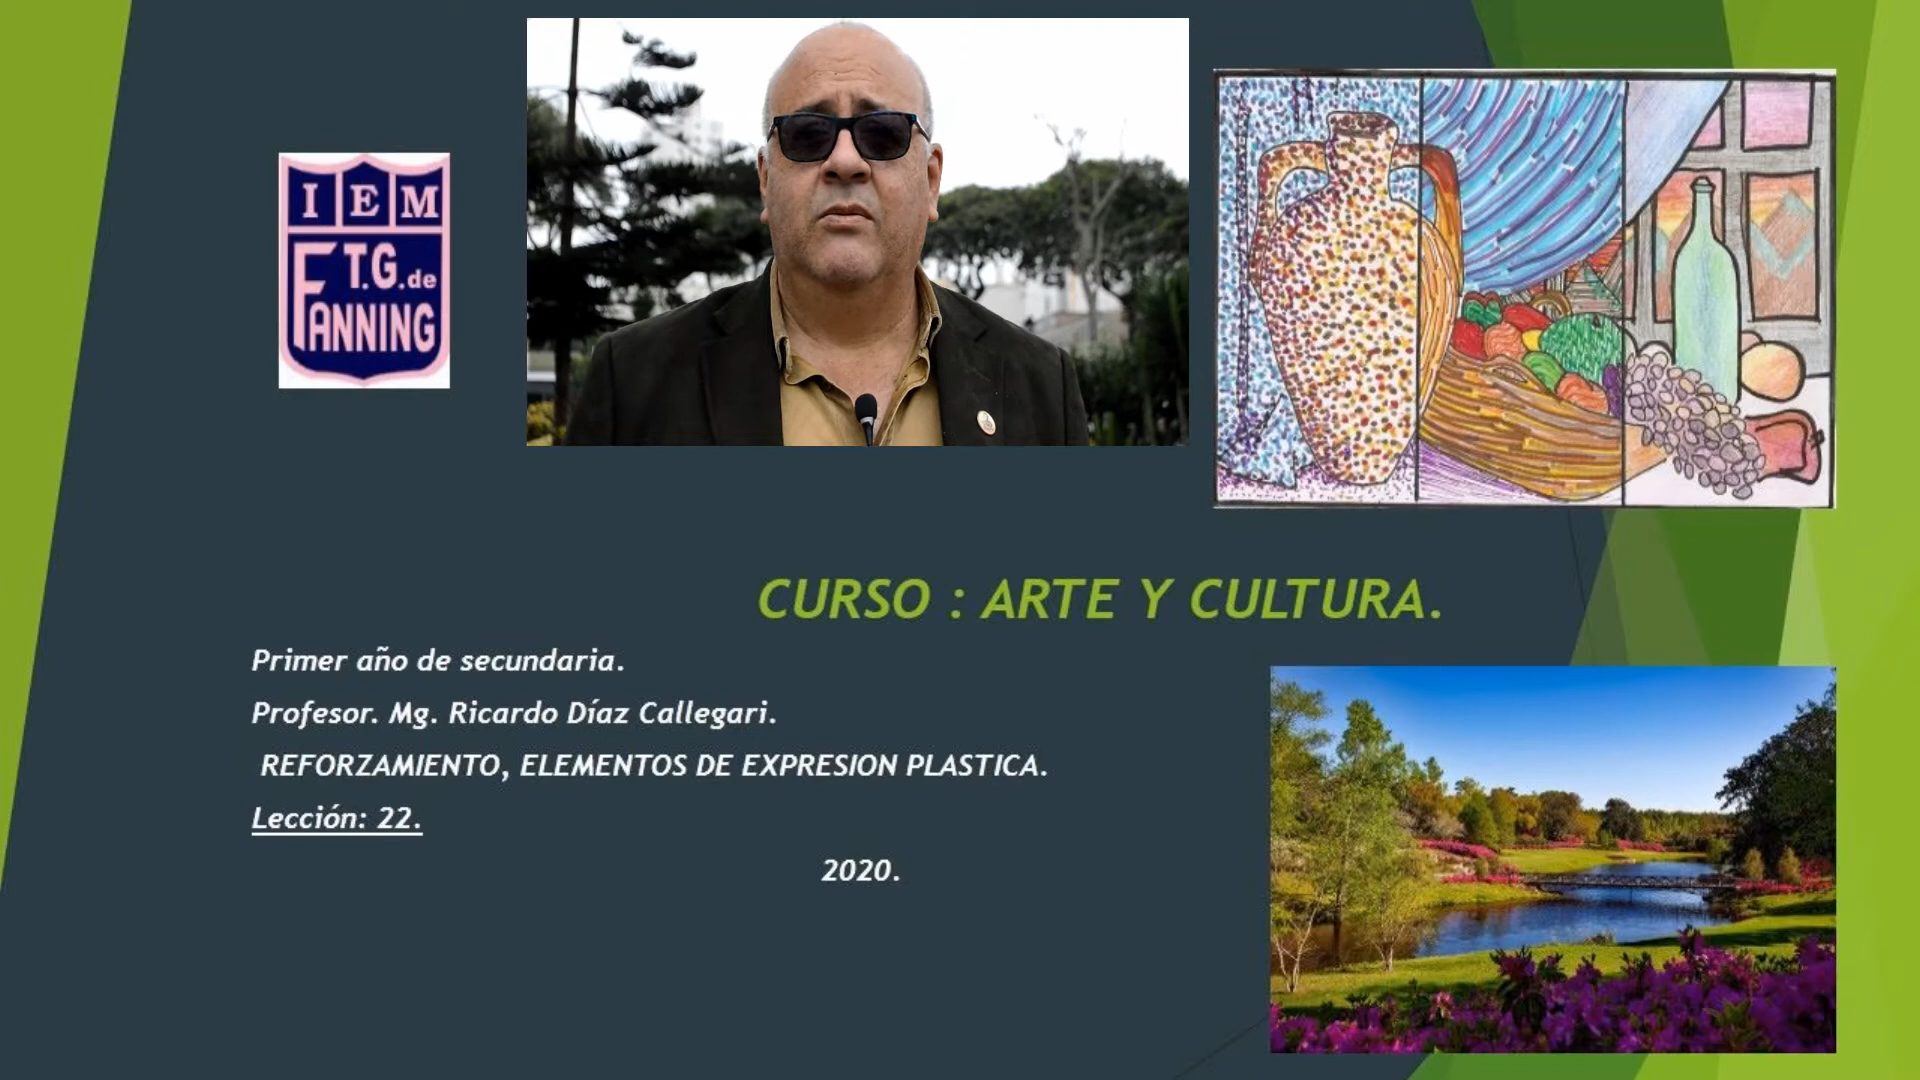 I E M
T.G. de
FANNING
CURSO : ARTE Y CULTURA.
Primer año de secundaria.
Profesor. Mg. Ricardo Díaz Callegari.
REFORZAMIENTO, ELEMENTOS DE EXPRESION PLASTICA.
Lección: 22.
2020.